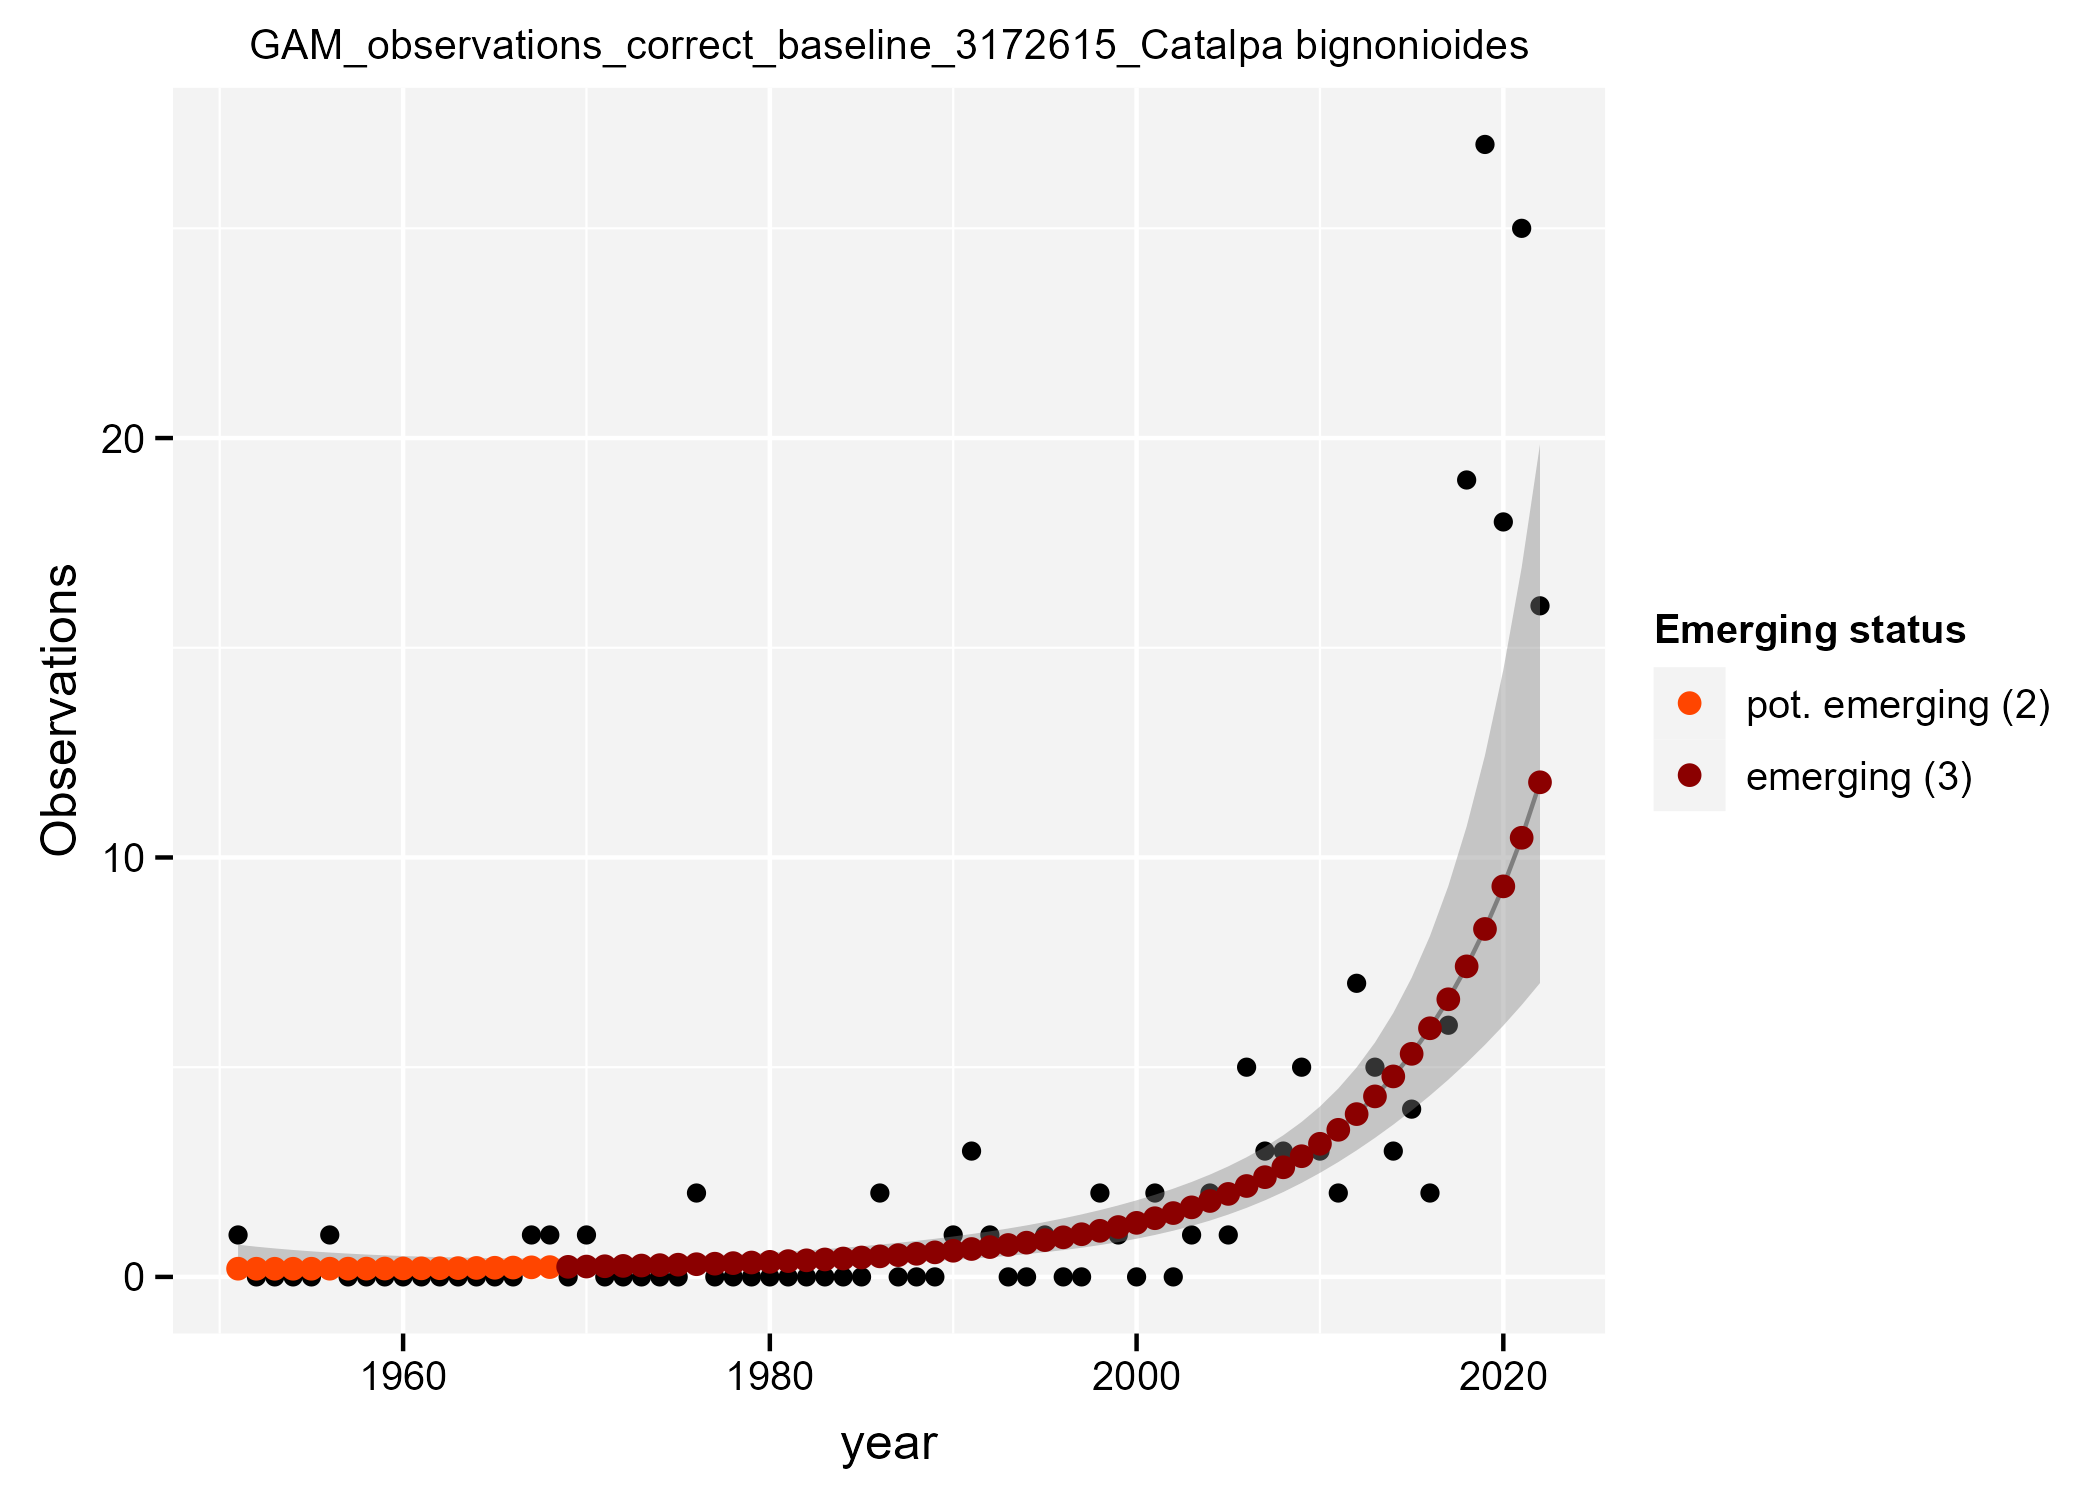 GAM_observations_correct_baseline_3172615_Catalpa bignonioides
Observations
20
10
0
1960
1980
2000
2020
year
Emerging status
pot. emerging (2)
emerging (3)